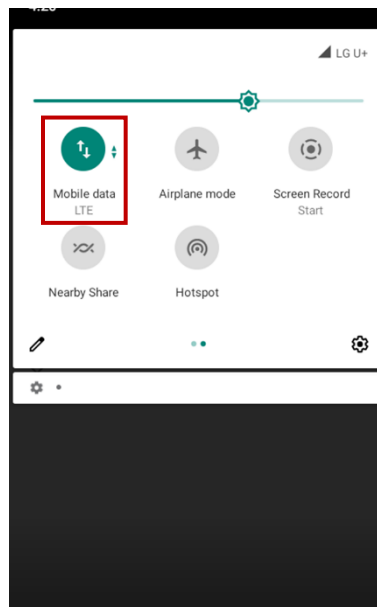 LG U+
Mobile data
LTE
Airplane mode
Screen Record
Start
Nearby Share
Hotspot